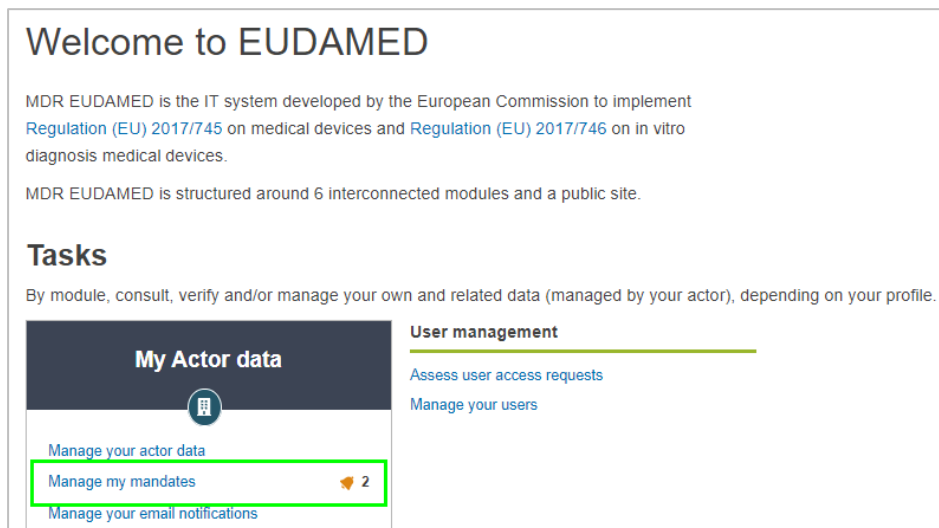 Welcome to EUDAMED
MDR EUDAMED is the IT system developed by the European Commission to implement
Regulation (EU) 2017/745 on medical devices and Regulation (EU) 2017/746 on in vitro
diagnosis medical devices.
MDR EUDAMED is structured around 6 interconnected modules and a public site.
Tasks
By module, consult, verify and/or manage your own and related data (managed by your actor), depending on your profile.
My Actor data
Manage your actor data
Manage my mandates 2
Manage your email notifications
User management
Assess user access requests
Manage your users